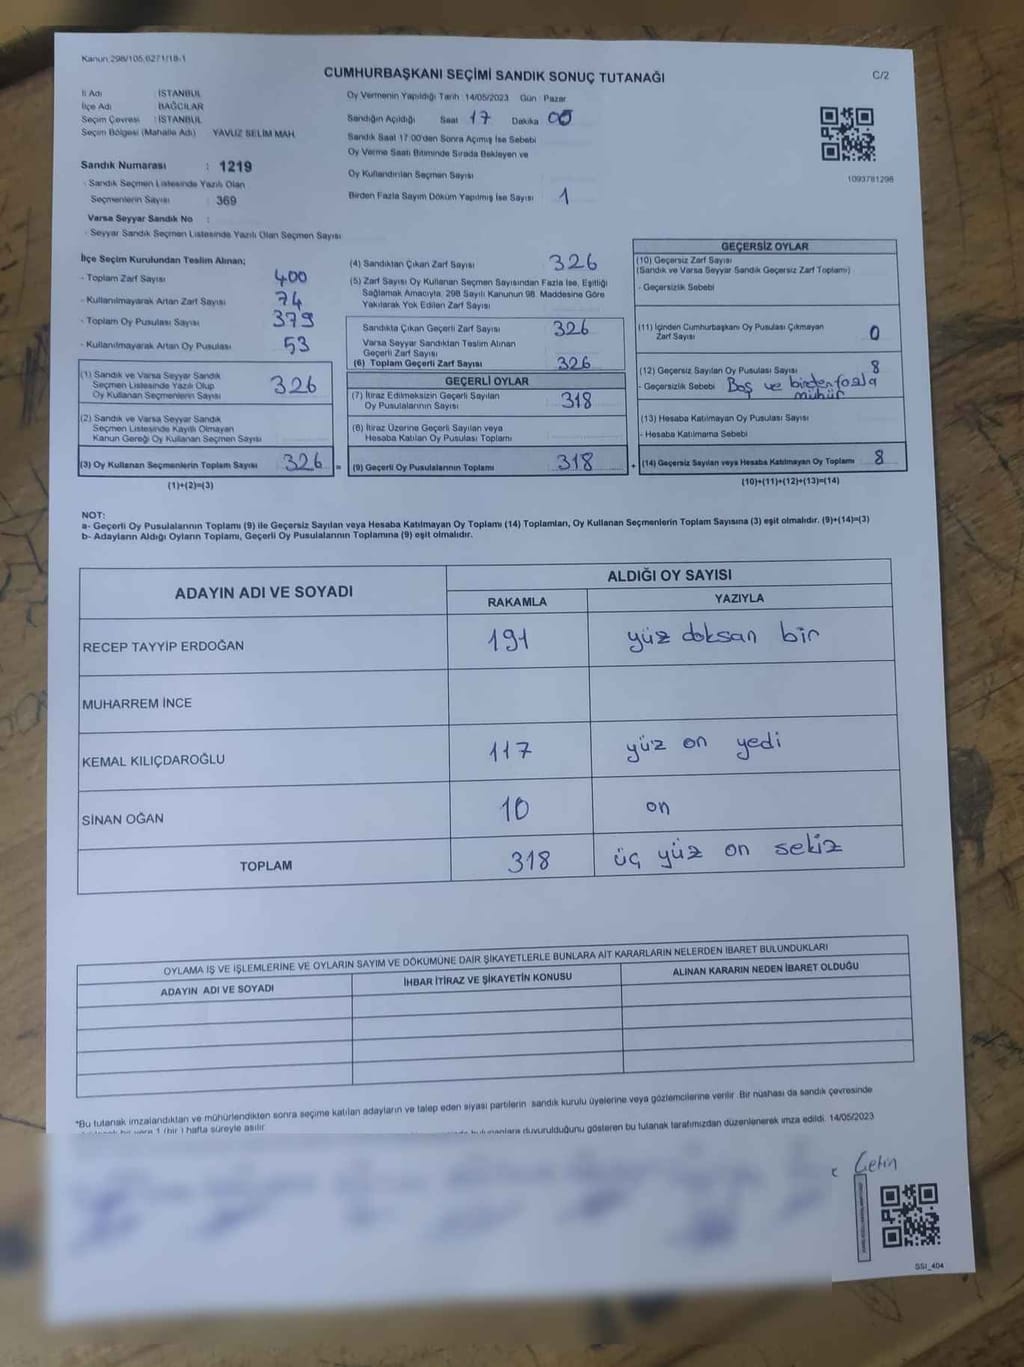 Kanun 298/105,6271/18-1
CUMHURBAŞKANI SEÇİMİ SANDIK SONUÇ TUTANAĞI
C/2
İl Adı : İSTANBUL
İlçe Adı : BAĞCILAR
Seçim Çevresi : İSTANBUL
Seçim Bölgesi (Mahalle Adı) YAVUZ SELİM MAH.
Sandık Numarası : 1219
- Sandık Seçmen Listesinde Yazılı Olan
Seçmenlerin Sayısı : 369
Varsa Seyyar Sandık No :
- Seyyar Sandık Seçmen Listesinde Yazılı Olan Seçmen Sayısı
Oy Vermenin Yapıldığı Tarih : 14/05/2023 Gün : Pazar
Sandığın Açıldığı Saat 17 Dakika 00
Sandık Saat 17:00'den Sonra Açımış İse Sebebi
Oy Verme Saati Bitiminde Sırada Bekleyen ve
Oy Kullandırılan Seçmen Sayısı
Birden Fazla Sayım Döküm Yapılmış İse Sayısı 1
1093781298
İlçe Seçim Kurulundan Teslim Alınan;
- Toplam Zarf Sayısı 400
- Kullanılmayarak Artan Zarf Sayısı 74
- Toplam Oy Pusulası Sayısı 379
- Kullanılmayarak Artan Oy Pusulası 53
(1) Sandık ve Varsa Seyyar Sandık
Seçmen Listesinde Yazılı Olup
Oy Kullanan Seçmenlerin Sayısı 326
(2) Sandık ve Varsa Seyyar Sandık
Seçmen Listesinde Kayıtlı Olmayan
Kanun Gereği Oy Kullanan Seçmen Sayısı
(3) Oy Kullanan Seçmenlerin Toplam Sayısı 326 =
(1)+(2)=(3)
(4) Sandıktan Çıkan Zarf Sayısı 326
(5) Zarf Sayısı Oy Kullanan Seçmen Sayısından Fazla İse, Eşitliği
Sağlamak Amacıyla, 298 Sayılı Kanunun 98. Maddesine Göre
Yakılarak Yok Edilen Zarf Sayısı
Sandıkta Çıkan Geçerli Zarf Sayısı 326
Varsa Seyyar Sandıktan Teslim Alınan
Geçerli Zarf Sayısı
(6) Toplam Geçerli Zarf Sayısı 326
GEÇERLİ OYLAR
(7) İtiraz Edilmeksizin Geçerli Sayılan
Oy Pusulalarının Sayısı 318
(8) İtiraz Üzerine Geçerli Sayılan veya
Hesaba Katılan Oy Pusulası Toplamı
(9) Geçerli Oy Pusulalarının Toplamı 318 +
GEÇERSİZ OYLAR
(10) Geçersiz Zarf Sayısı
(Sandık ve Varsa Seyyar Sandık Geçersiz Zarf Toplamı)
- Geçersizlik Sebebi
(11) İçinden Cumhurbaşkanı Oy Pusulası Çıkmayan
Zarf Sayısı 0
(12) Geçersiz Sayılan Oy Pusulası Sayısı 8
- Geçersizlik Sebebi Boş ve birden fazla
mühür
(13) Hesaba Katılmayan Oy Pusulası Sayısı
- Hesaba Katılmama Sebebi
(14) Geçersiz Sayılan veya Hesaba Katılmayan Oy Toplamı 8
(10)+(11)+(12)+(13)=(14)
NOT:
a- Geçerli Oy Pusulalarının Toplamı (9) ile Geçersiz Sayılan veya Hesaba Katılmayan Oy Toplamı (14) Toplamları, Oy Kullanan Seçmenlerin Toplam Sayısına (3) eşit olmalıdır. (9)+(14)=(3)
b- Adayların Aldığı Oyların Toplamı, Geçerli Oy Pusulalarının Toplamına (9) eşit olmalıdır.
ADAYIN ADI VE SOYADI
ALDIĞI OY SAYISI
RAKAMLA YAZIYLA
RECEP TAYYİP ERDOĞAN 191 yüz doksan bir
MUHARREM İNCE
KEMAL KILIÇDAROĞLU 117 yüz on yedi
SİNAN OĞAN 10 on
TOPLAM 318 üç yüz on sekiz
OYLAMA İŞ VE İŞLEMLERİNE VE OYLARIN SAYIM VE DÖKÜMÜNE DAİR ŞİKAYETLERLE BUNLARA AİT KARARLARIN NELERDEN İBARET BULUNDUKLARI
ADAYIN ADI VE SOYADI İHBAR İTİRAZ VE ŞİKAYETİN KONUSU ALINAN KARARIN NEDEN İBARET OLDUĞU
*Bu tutanak imzalandıktan ve mühürlendikten sonra seçime katılan adayların ve talep eden siyasi partilerin sandık kurulu üyelerine veya gözlemcilerine verilir. Bir nüshası da sandık çevresinde
1 (bir) hafta süreyle asılır. duyurulduğunu gösteren bu tutanak tarafımızdan düzenlenerek imza edildi. 14/05/2023
Çetin
SSI_404